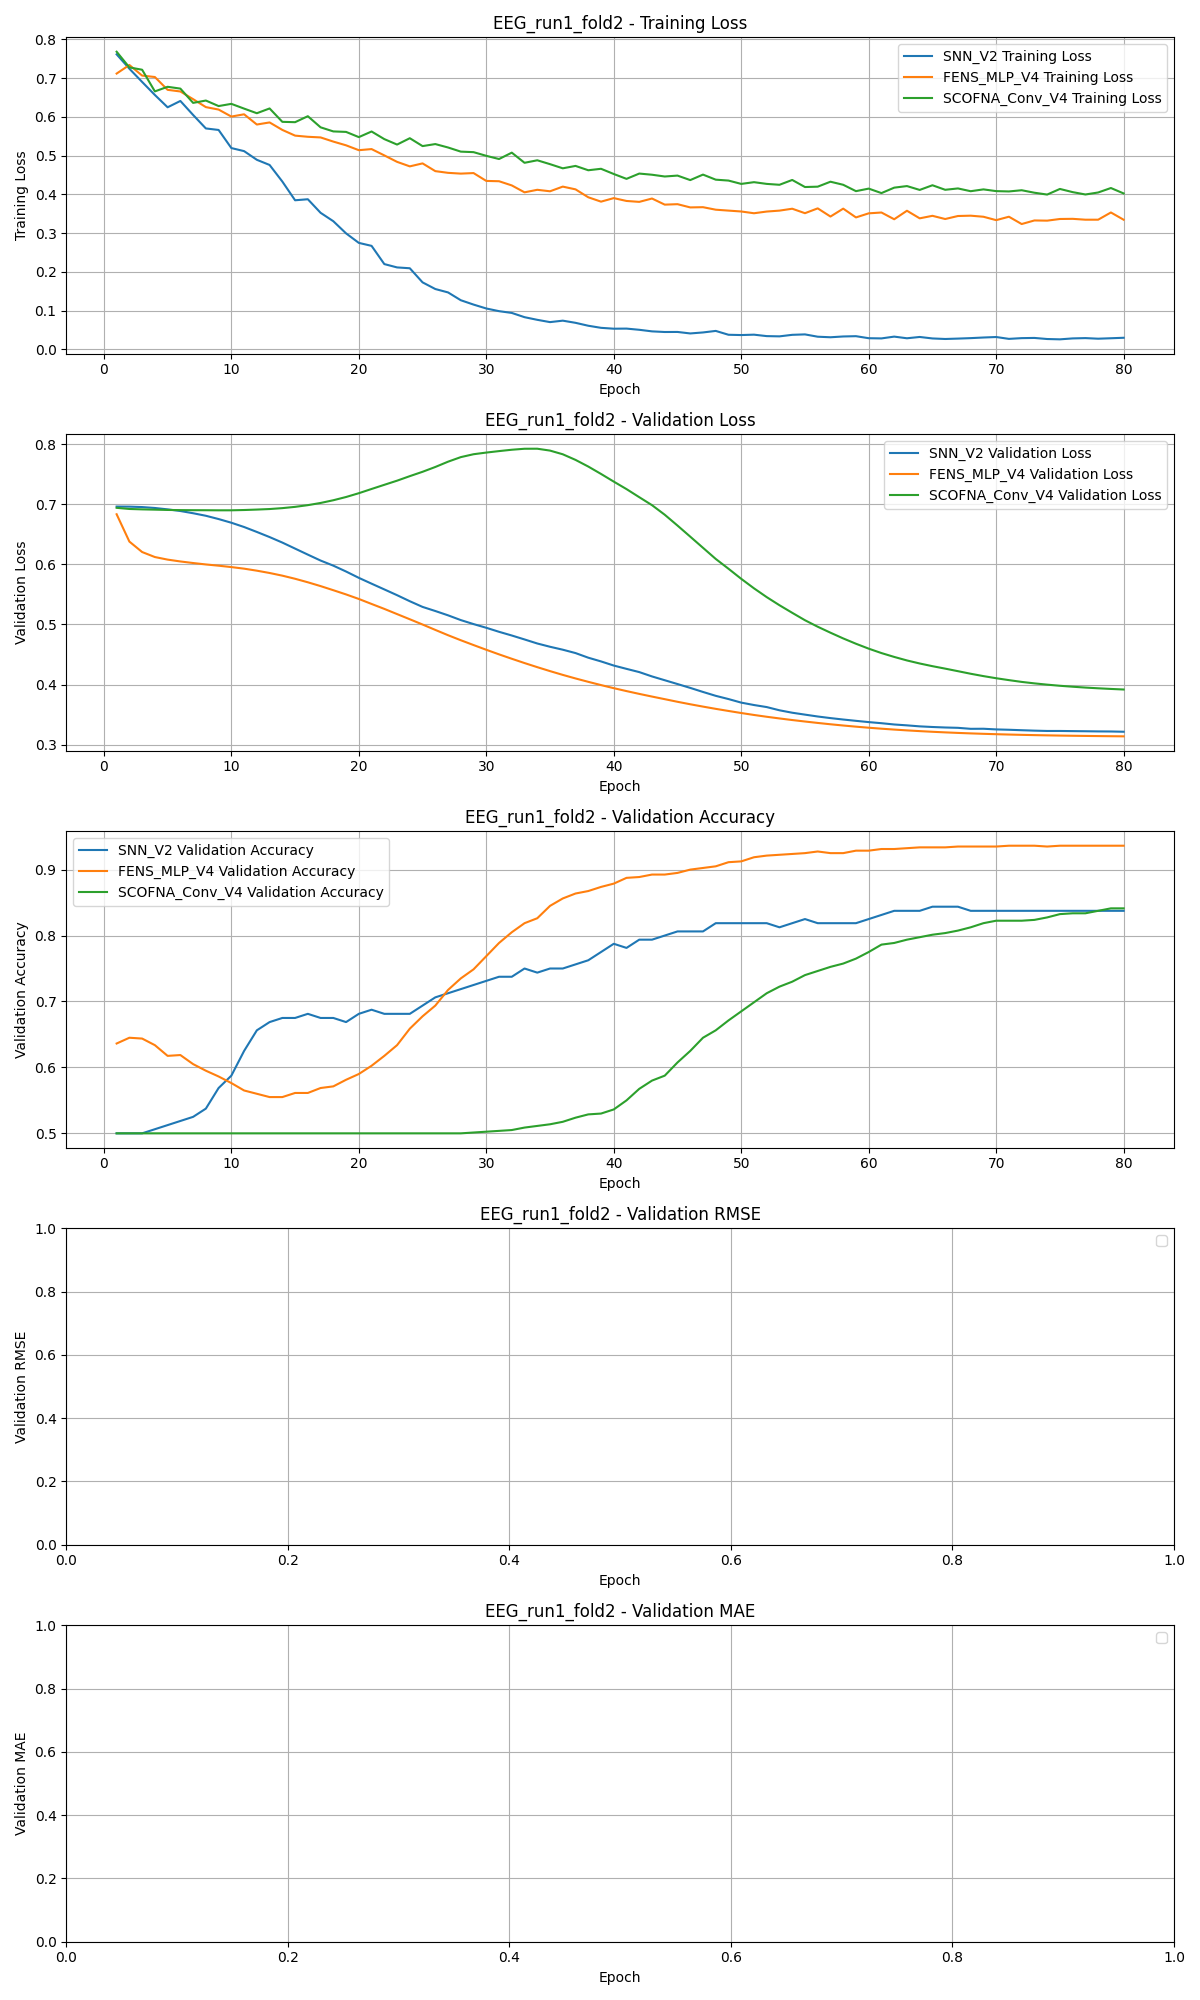 EEG_run1_fold2 - Training Loss
0.8
0.7
0.6
0.5
0.4
0.3
0.2
0.1
0.0
Training Loss
SNN_V2 Training Loss
FENS_MLP_V4 Training Loss
SCOFNA_Conv_V4 Training Loss
0 10 20 30 40 50 60 70 80
Epoch
EEG_run1_fold2 - Validation Loss
0.8
0.7
0.6
0.5
0.4
0.3
Validation Loss
SNN_V2 Validation Loss
FENS_MLP_V4 Validation Loss
SCOFNA_Conv_V4 Validation Loss
0 10 20 30 40 50 60 70 80
Epoch
EEG_run1_fold2 - Validation Accuracy
0.9
0.8
0.7
0.6
0.5
Validation Accuracy
SNN_V2 Validation Accuracy
FENS_MLP_V4 Validation Accuracy
SCOFNA_Conv_V4 Validation Accuracy
0 10 20 30 40 50 60 70 80
Epoch
EEG_run1_fold2 - Validation RMSE
1.0
0.8
0.6
0.4
0.2
0.0
Validation RMSE
0.0 0.2 0.4 0.6 0.8 1.0
Epoch
EEG_run1_fold2 - Validation MAE
1.0
0.8
0.6
0.4
0.2
0.0
Validation MAE
0.0 0.2 0.4 0.6 0.8 1.0
Epoch